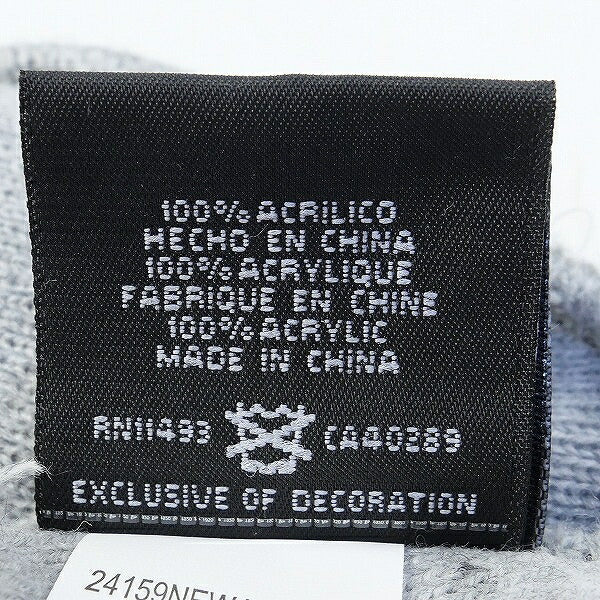 100% ACRILICO
HECHO EN CHINA
100% ACRYLIQUE
FABRIQUE EN CHINE
100% ACRYLIC
MADE IN CHINA
RN11493 CA40289
EXCLUSIVE OF DECORATION